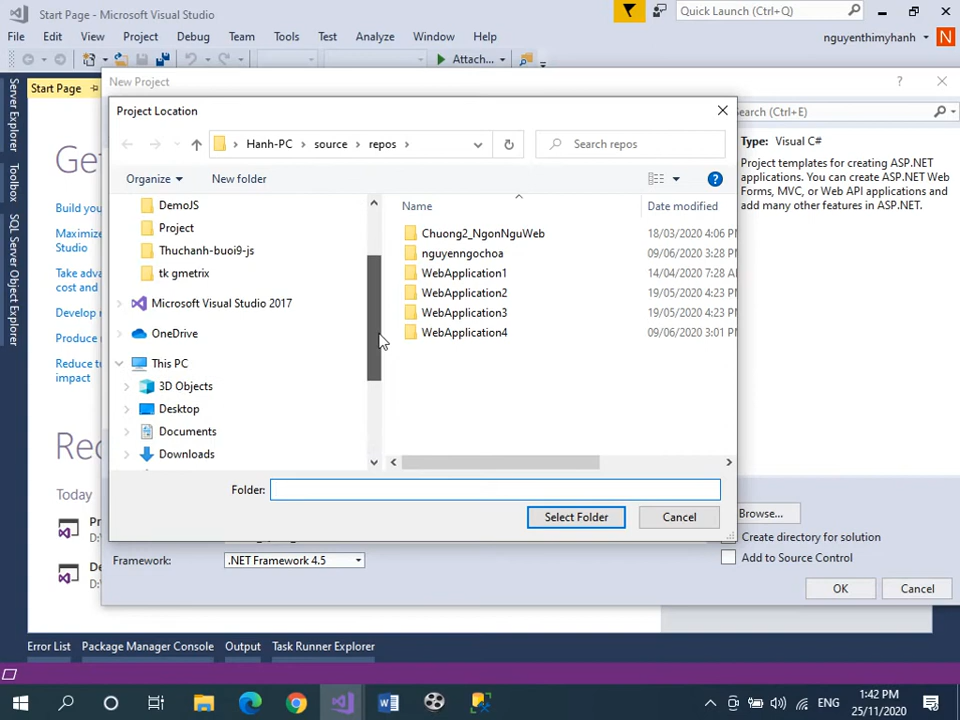 Start Page - Microsoft Visual Studio
Quick Launch (Ctrl+Q)
File Edit View Project Debug Team Tools Test Analyze Window Help
nguyenthimyhanh N
Attach...
Server Explorer
Toolbox
SQL Server Object Explorer
Start Page
New Project
?
Search (Ctrl+E)
Project Location
Hanh-PC source repos
Search repos
Organize New folder
?
Type: Visual C#
Project templates for creating ASP.NET
applications. You can create ASP.NET Web
Forms, MVC, or Web API applications and
add many other features in ASP.NET.
Get
Build you
Maximize
Studio
Take adva
Develop
Produce
Reduce t
impact
Rec
Today
DemoJS
Project
Thuchanh-buoi9-js
tk gmetrix
Microsoft Visual Studio 2017
OneDrive
This PC
3D Objects
Desktop
Documents
Downloads
Name Date modified
Chuong2_NgonNguWeb 18/03/2020 4:06 P
nguyenngochoa 09/06/2020 3:28 P
WebApplication1 14/04/2020 7:28 A
WebApplication2 19/05/2020 4:23 P
WebApplication3 19/05/2020 4:23 P
WebApplication4 09/06/2020 3:01 P
Folder:
Select Folder Cancel
Browse...
Create directory for solution
Add to Source Control
Framework: .NET Framework 4.5
OK Cancel
Error List Package Manager Console Output Task Runner Explorer
ENG
1:42 PM
25/11/2020